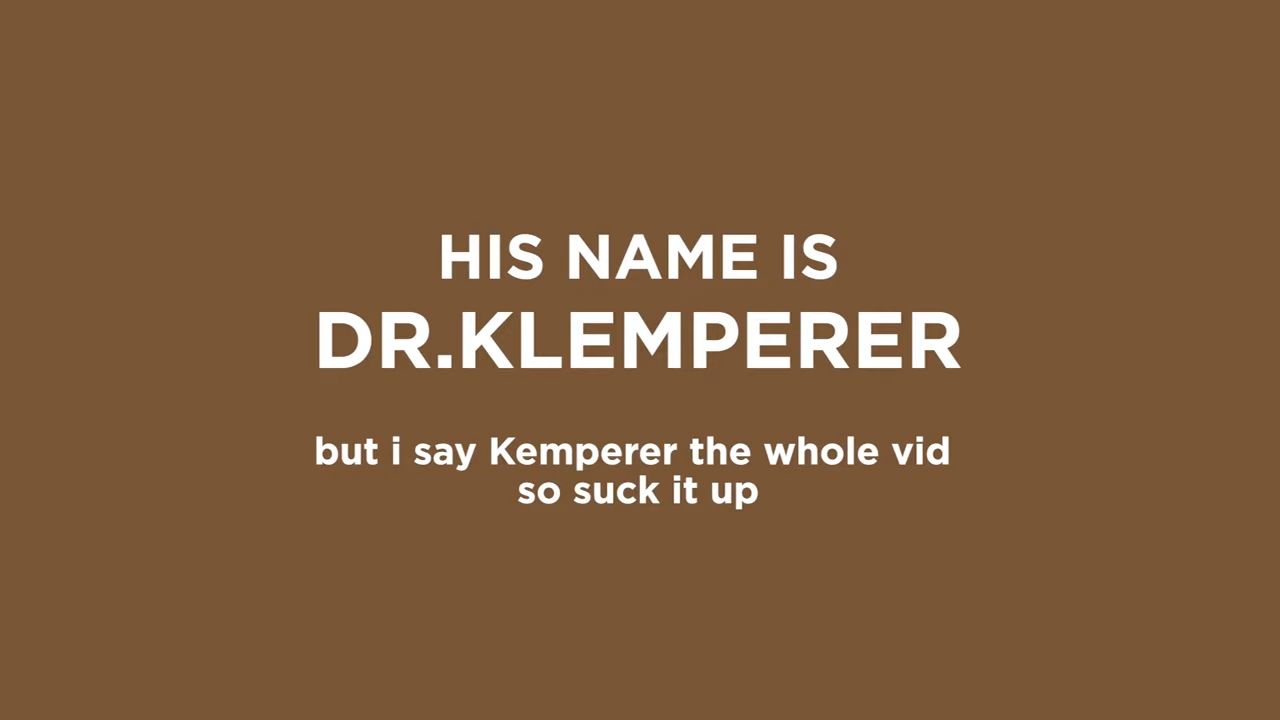 HIS NAME IS
DR.KLEMPERER
but i say Kemperer the whole vid
so suck it up